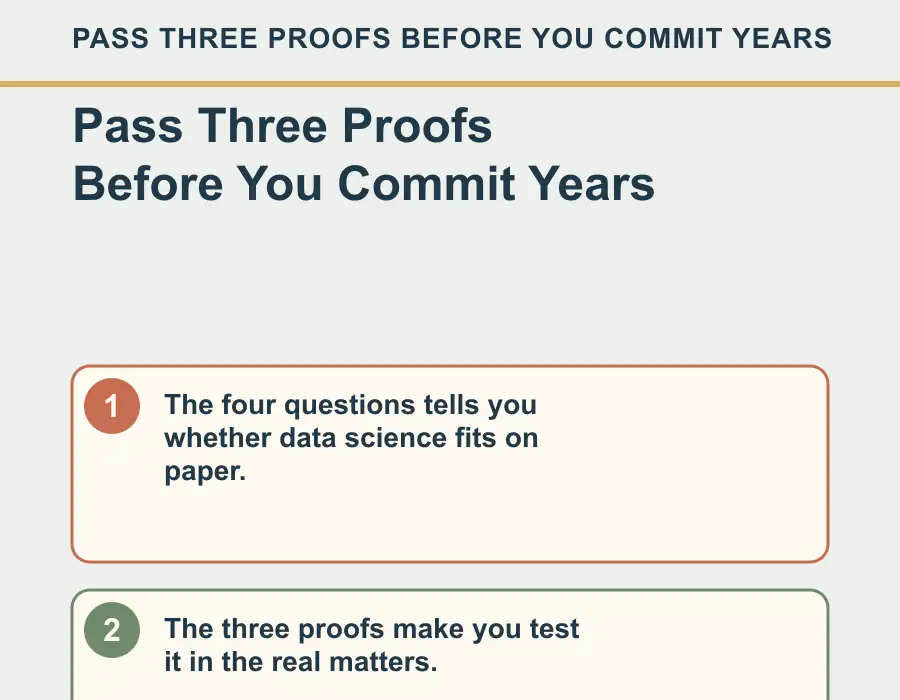 PASS THREE PROOFS BEFORE YOU COMMIT YEARS
Pass Three Proofs
Before You Commit Years
1
The four questions tells you
whether data science fits on
paper.
2
The three proofs make you test
it in the real matters.